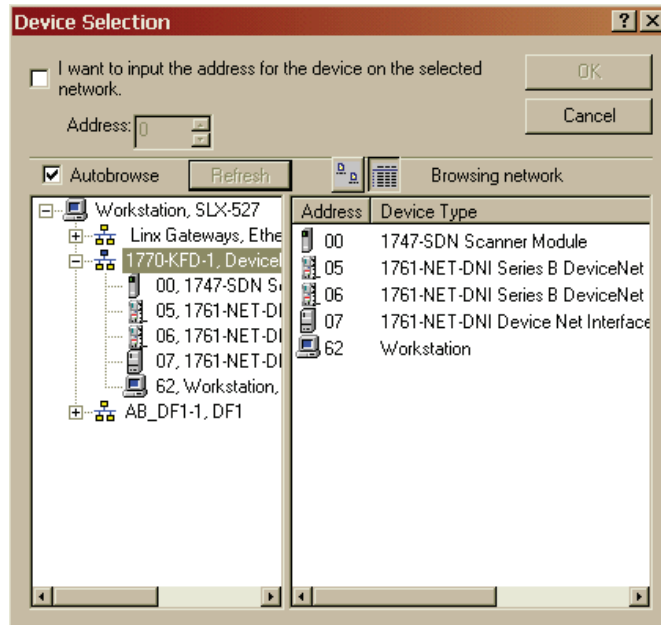 Device Selection
I want to input the address for the device on the selected
network.
OK
Address: 0
Cancel
Autobrowse
Refresh
Browsing network
Workstation, SLX-527
Linx Gateways, Ethe
1770-KFD-1, Devicel
00, 1747-SDN S
05, 1761-NET-DI
06, 1761-NET-DI
07, 1761-NET-DI
62, Workstation,
AB_DF1-1, DF1
Address Device Type
00 1747-SDN Scanner Module
05 1761-NET-DNI Series B DeviceNet
06 1761-NET-DNI Series B DeviceNet
07 1761-NET-DNI Device Net Interface
62 Workstation